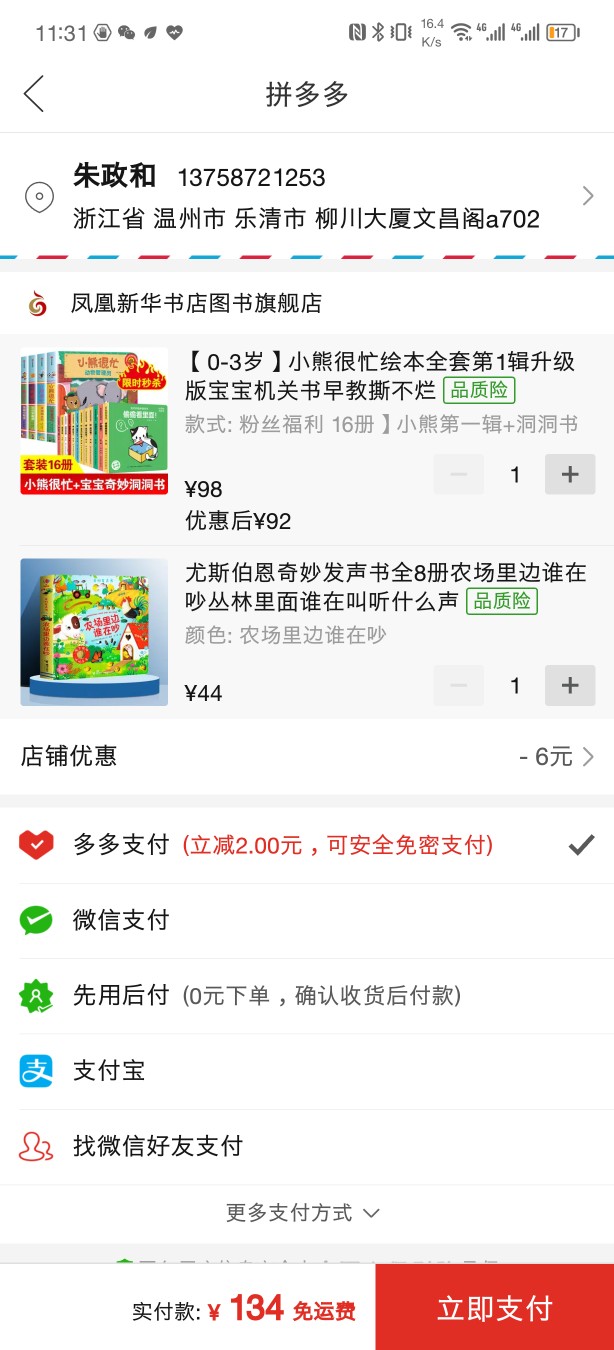 11:31
16.4 K/s
4G
4G
17
拼多多
朱政和 13758721253
浙江省 温州市 乐清市 柳川大厦文昌阁a702
凤凰新华书店图书旗舰店
小熊很忙
限时秒杀
套装16册
小熊很忙+宝宝奇妙洞洞书
【 0-3岁 】小熊很忙绘本全套第1辑升级
版宝宝机关书早教撕不烂 品质险
款式: 粉丝福利 16册 】小熊第一辑+洞洞书
¥98
1
优惠后¥92
农场里边
谁在吵
尤斯伯恩奇妙发声书全8册农场里边谁在
吵丛林里面谁在叫听什么声 品质险
颜色: 农场里边谁在吵
¥44
1
店铺优惠
- 6元
多多支付 (立减2.00元，可安全免密支付)
微信支付
先用后付 (0元下单，确认收货后付款)
支付宝
找微信好友支付
更多支付方式
实付款: ¥ 134 免运费
立即支付